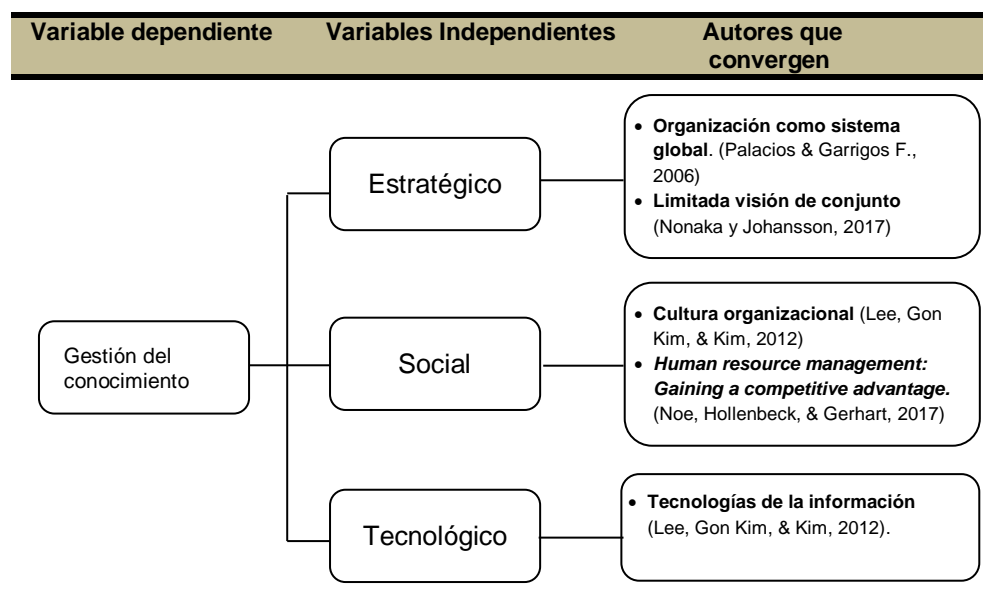 Variable dependiente Variables Independientes Autores que
convergen
Estratégico
• Organización como sistema
global. (Palacios & Garrigos F.,
2006)
• Limitada visión de conjunto
(Nonaka y Johansson, 2017)
Gestión del
conocimiento
Social
• Cultura organizacional (Lee, Gon
Kim, & Kim, 2012)
• Human resource management:
Gaining a competitive advantage.
(Noe, Hollenbeck, & Gerhart, 2017)
Tecnológico
• Tecnologías de la información
(Lee, Gon Kim, & Kim, 2012).